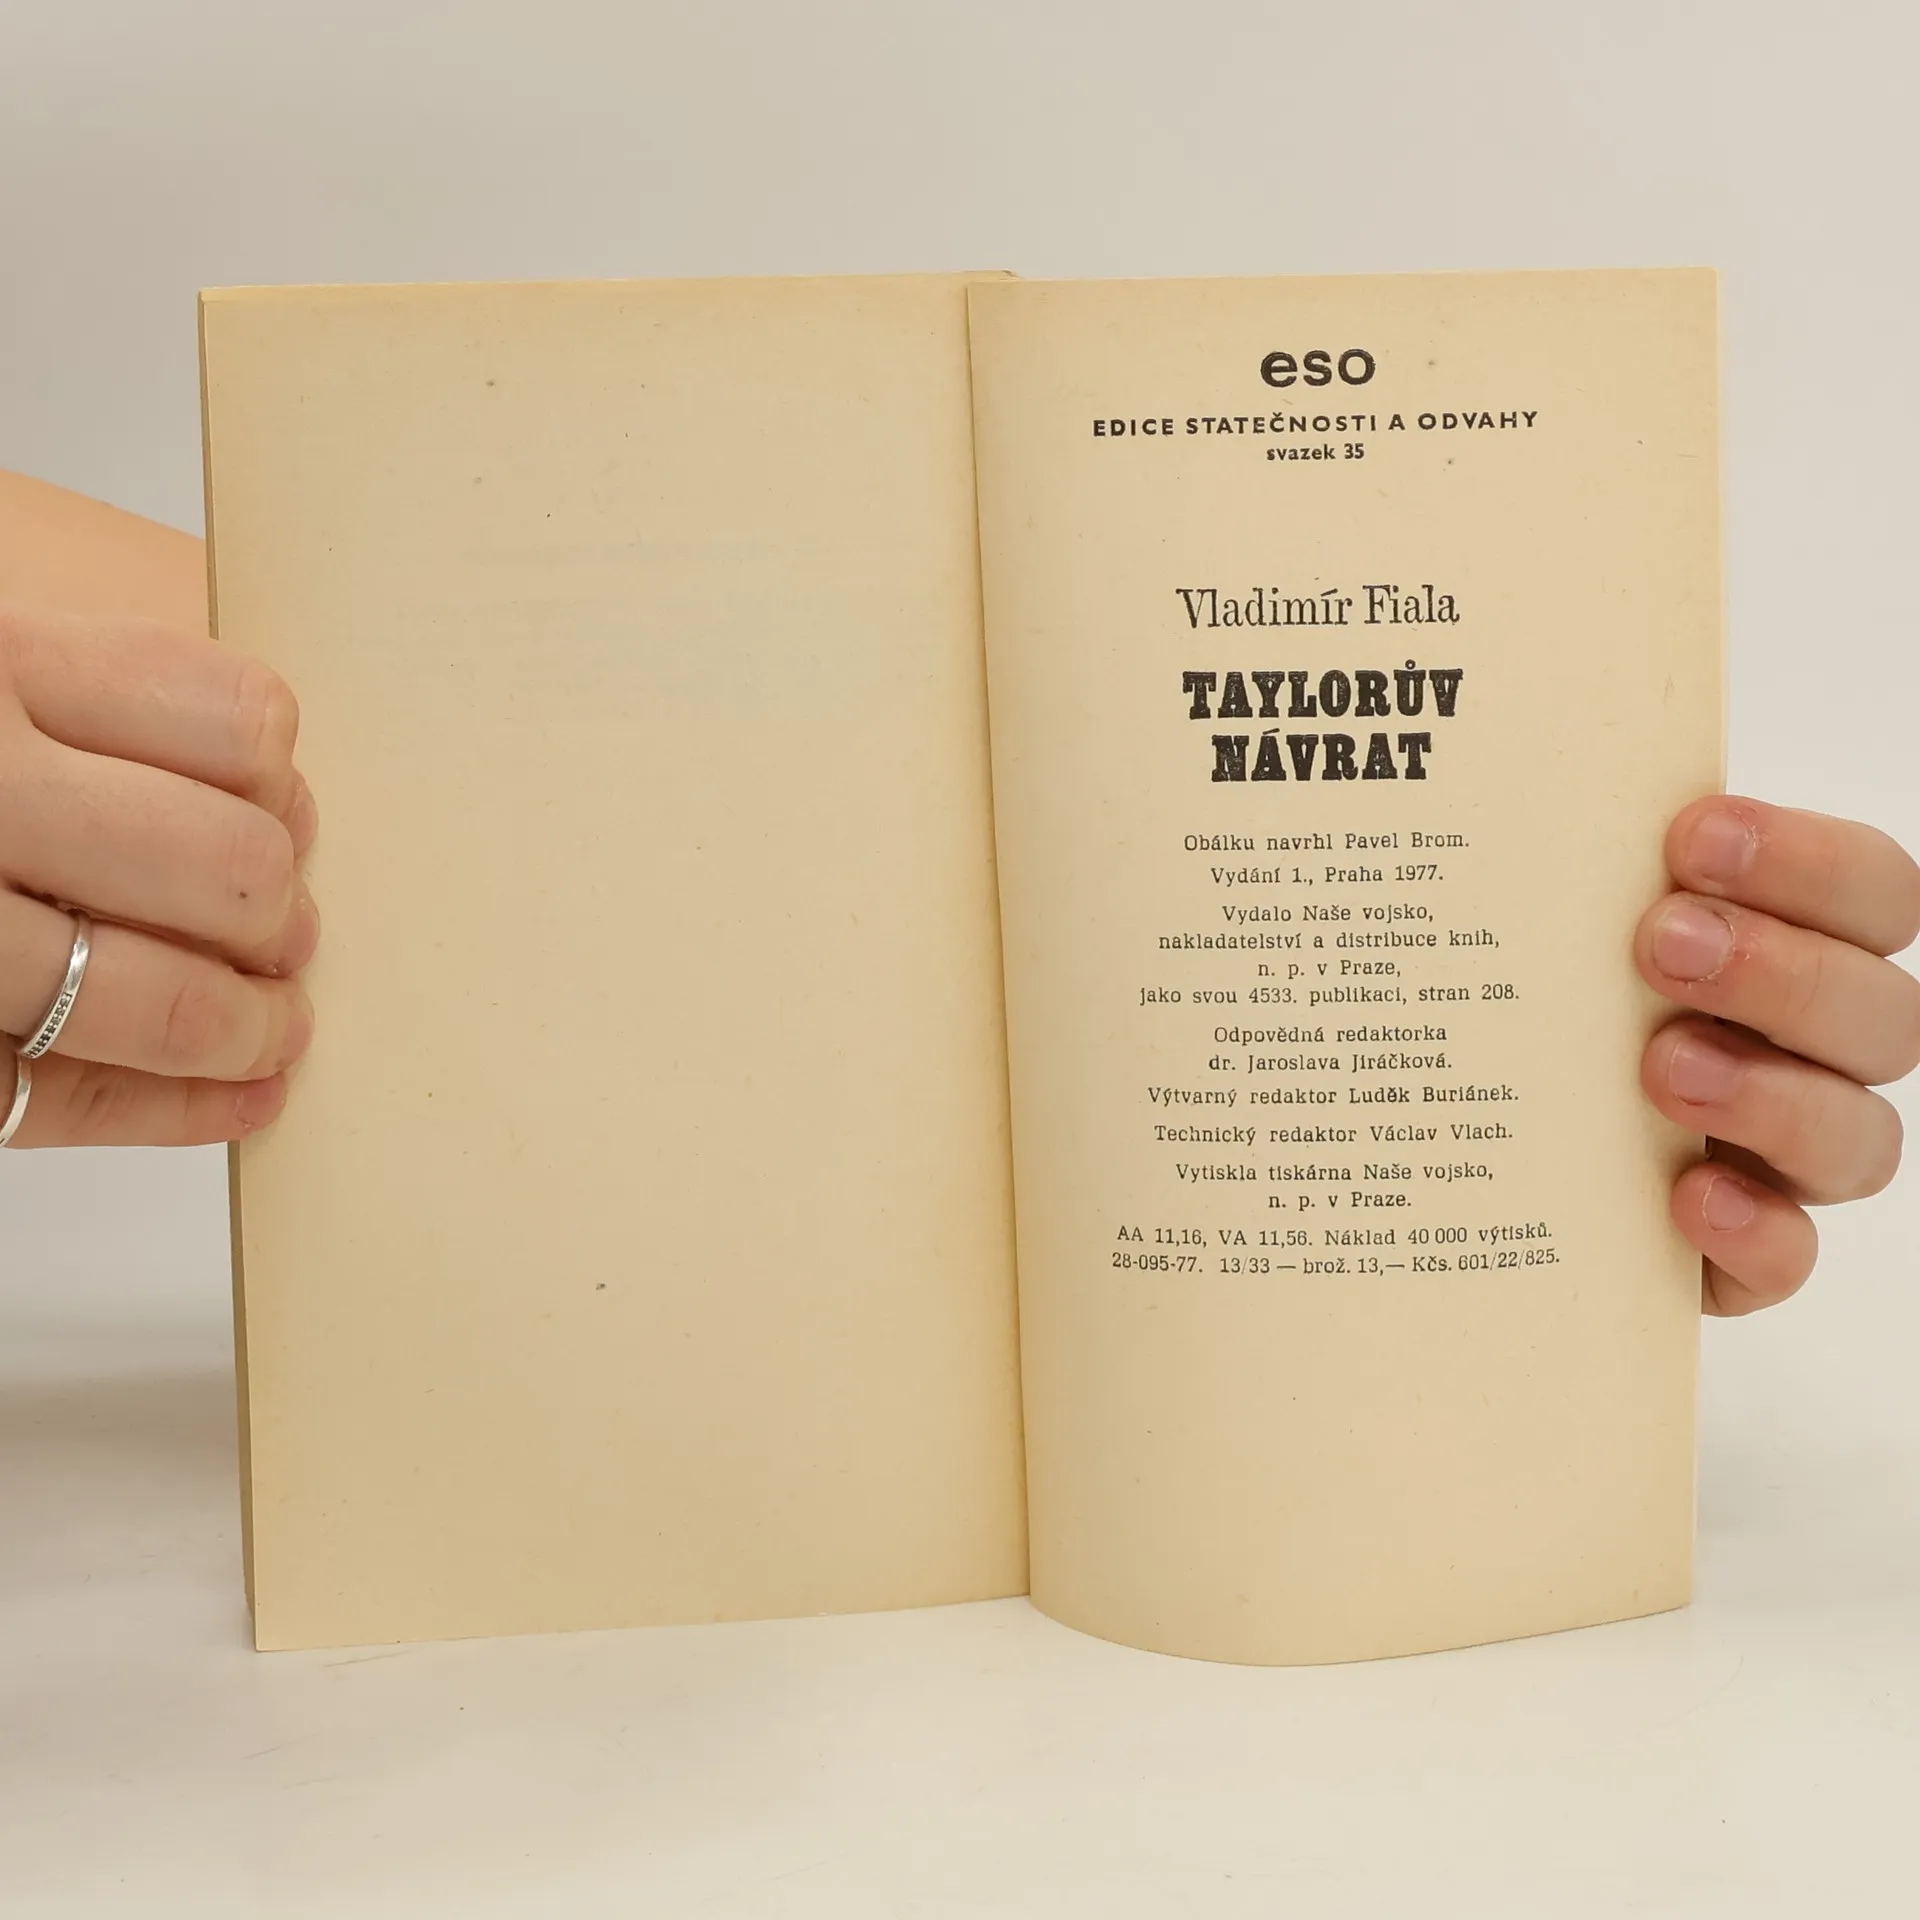 eso
EDICE STATEČNOSTI A ODVAHY
svazek 35
Vladimír Fiala
TAYLORŮV
NÁVRAT
Obálku navrhl Pavel Brom.
Vydání 1., Praha 1977.
Vydalo Naše vojsko,
nakladatelství a distribuce knih,
n. p. v Praze,
jako svou 4533. publikaci, stran 208.
Odpovědná redaktorka
dr. Jaroslava Jiráčková.
Výtvarný redaktor Luděk Buriánek.
Technický redaktor Václav Vlach.
Vytiskla tiskárna Naše vojsko,
n. p. v Praze.
AA 11,16, VA 11,56. Náklad 40 000 výtisků.
28-095-77. 13/33 — brož. 13,— Kčs. 601/22/825.